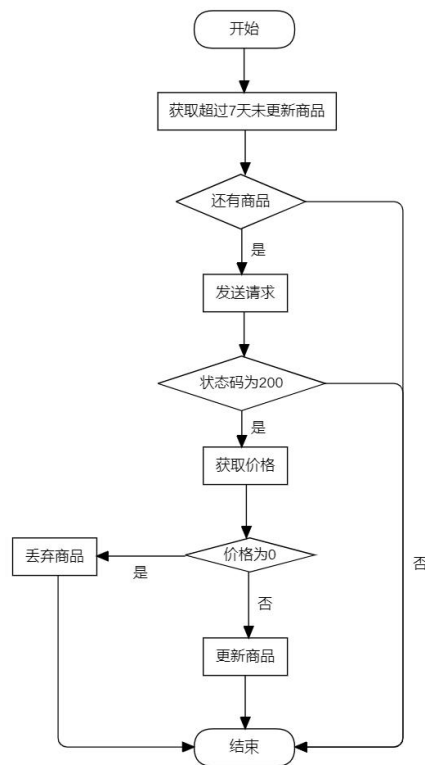 开始
获取超过7天未更新商品
还有商品
是
发送请求
状态码为200
是
获取价格
价格为0
丢弃商品
是
否
否
更新商品
结束